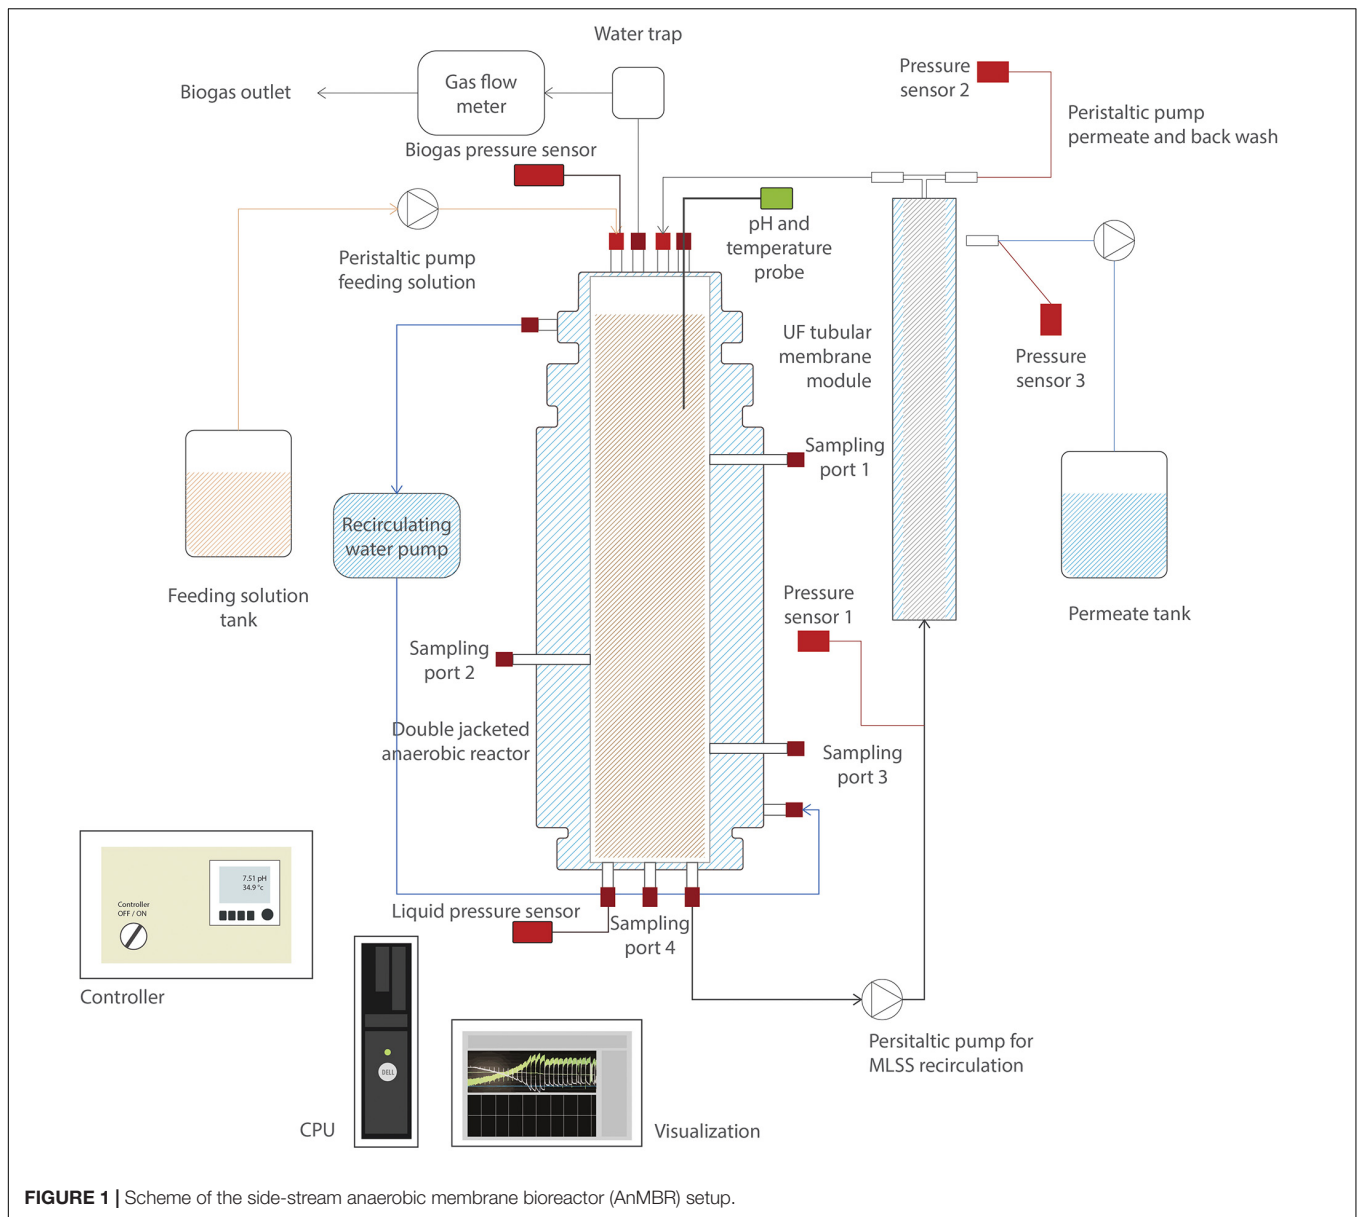 Water trap
Gas flow
meter
Biogas outlet
Biogas pressure sensor
Pressure
sensor 2
Peristaltic pump
permeate and back wash
Peristaltic pump
feeding solution
pH and
temperature
probe
UF tubular
membrane
module
Pressure
sensor 3
Sampling
port 1
Recirculating
water pump
Feeding solution
tank
Pressure
sensor 1
Permeate tank
Sampling
port 2
Double jacketed
anaerobic reactor
Sampling
port 3
7.51 pH
34.9 °c
Controller
OFF / ON
Controller
Liquid pressure sensor
Sampling
port 4
Persitaltic pump for
MLSS recirculation
DELL
CPU
Visualization
FIGURE 1 | Scheme of the side-stream anaerobic membrane bioreactor (AnMBR) setup.